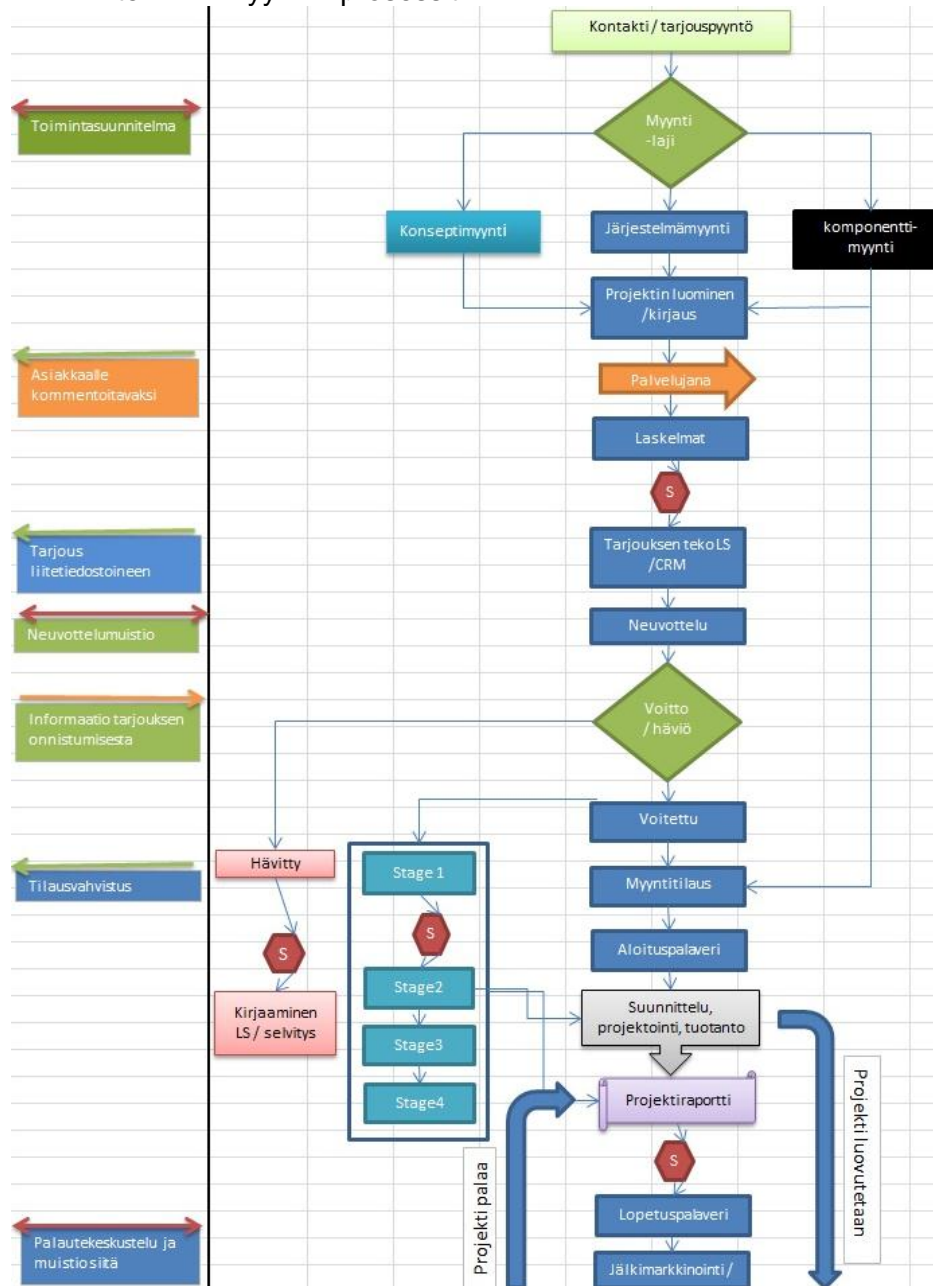 Kontakti / tarjouspyyntö
Toimintasuunnitelma
Myynti
-laji
Konseptimyynti
Järjestelmämyynti
komponentti-
myynti
Projektin luominen
/kirjaus
Asiakkaalle
kommentoitavaksi
Palvelujana
Laskelmat
S
Tarjous
liitetiedostoineen
Tarjouksen teko LS
/CRM
Neuvottelumuistio
Neuvottelu
Informaatio tarjouksen
onnistumisesta
Voitto
/ häviö
Voitettu
Hävitty
Stage 1
Tilausvahvistus
Myyntitilaus
S
S
Aloituspalaveri
Stage2
Kirjaaminen
LS / selvitys
Suunnittelu,
projektointi, tuotanto
Stage3
Stage4
Projektiraportti
Projekti luovutetaan
Projekti palaa
S
Lopetuspalaveri
Palautekeskustelu ja
muistio siitä
Jälkimarkkinointi /